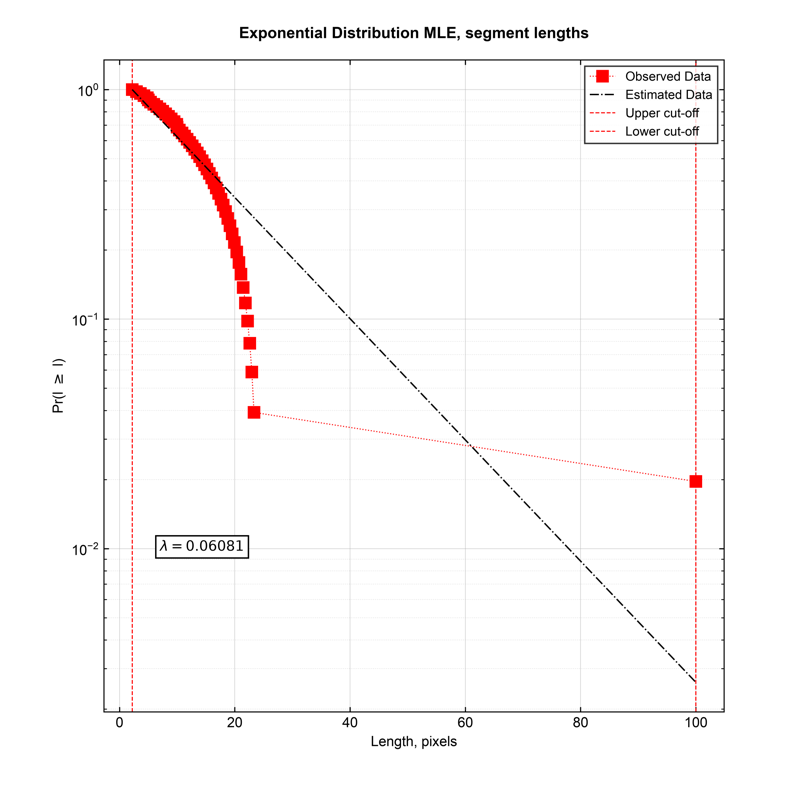 Exponential Distribution MLE, segment lengths
Observed Data
Estimated Data
Upper cut-off
Lower cut-off
10⁰
10⁻¹
10⁻²
Pr(l ≥ l)
λ = 0.06081
0 20 40 60 80 100
Length, pixels